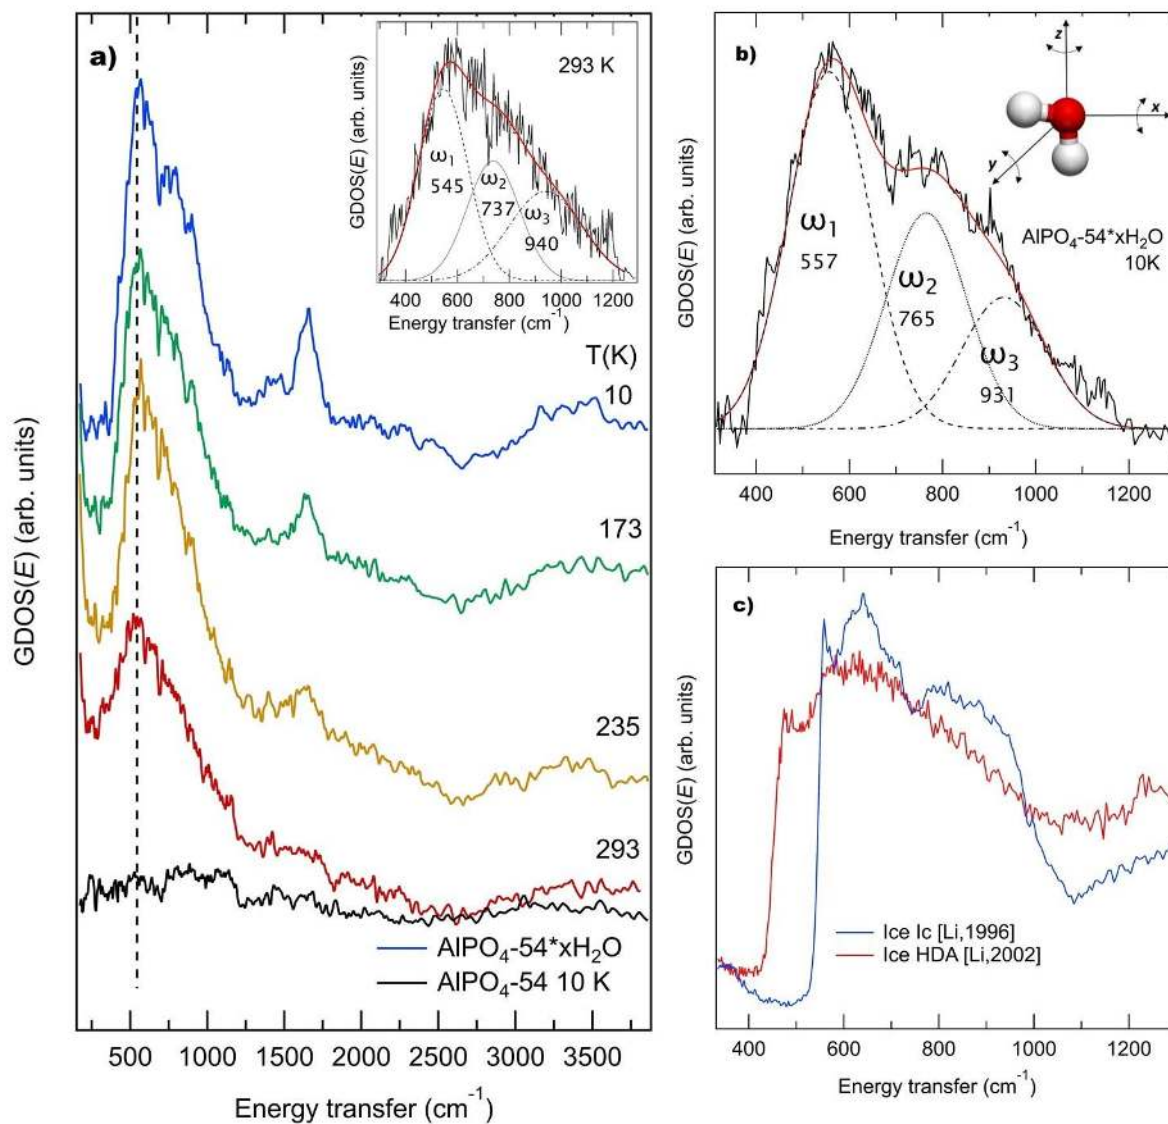 a)
293 K
GDOS(E) (arb. units)
ω1
545
ω2
737
ω3
940
400 600 800 1000 1200
Energy transfer (cm⁻¹)
T(K)
10
173
235
293
AlPO₄-54*xH₂O
AlPO₄-54 10 K
GDOS(E) (arb. units)
500 1000 1500 2000 2500 3000 3500
Energy transfer (cm⁻¹)
b)
z
x
y
AlPO₄-54*xH₂O
10K
ω1
557
ω2
765
ω3
931
GDOS(E) (arb. units)
400 600 800 1000 1200
Energy transfer (cm⁻¹)
c)
GDOS(E) (arb. units)
Ice Ic [Li,1996]
Ice HDA [Li,2002]
400 600 800 1000 1200
Energy transfer (cm⁻¹)